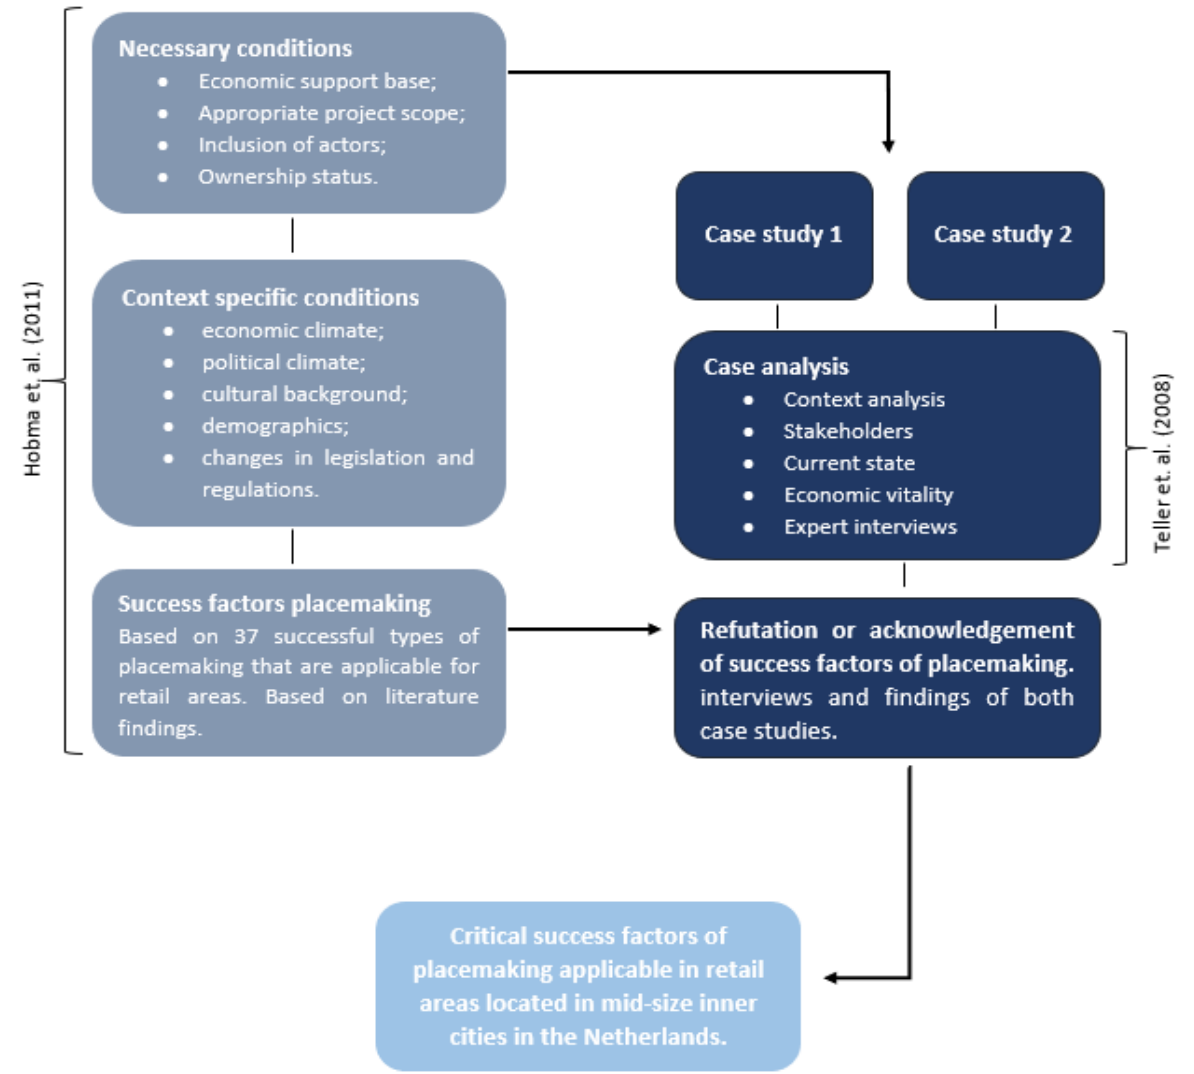 Hobma et, al. (2011)
Necessary conditions
• Economic support base;
• Appropriate project scope;
• Inclusion of actors;
• Ownership status.
Context specific conditions
• economic climate;
• political climate;
• cultural background;
• demographics;
• changes in legislation and
regulations.
Success factors placemaking
Based on 37 successful types of
placemaking that are applicable for
retail areas. Based on literature
findings.
Case study 1
Case study 2
Case analysis
• Context analysis
• Stakeholders
• Current state
• Economic vitality
• Expert interviews
Teller et. al. (2008)
Refutation or acknowledgement
of success factors of placemaking.
interviews and findings of both
case studies.
Critical success factors of
placemaking applicable in retail
areas located in mid-size inner
cities in the Netherlands.